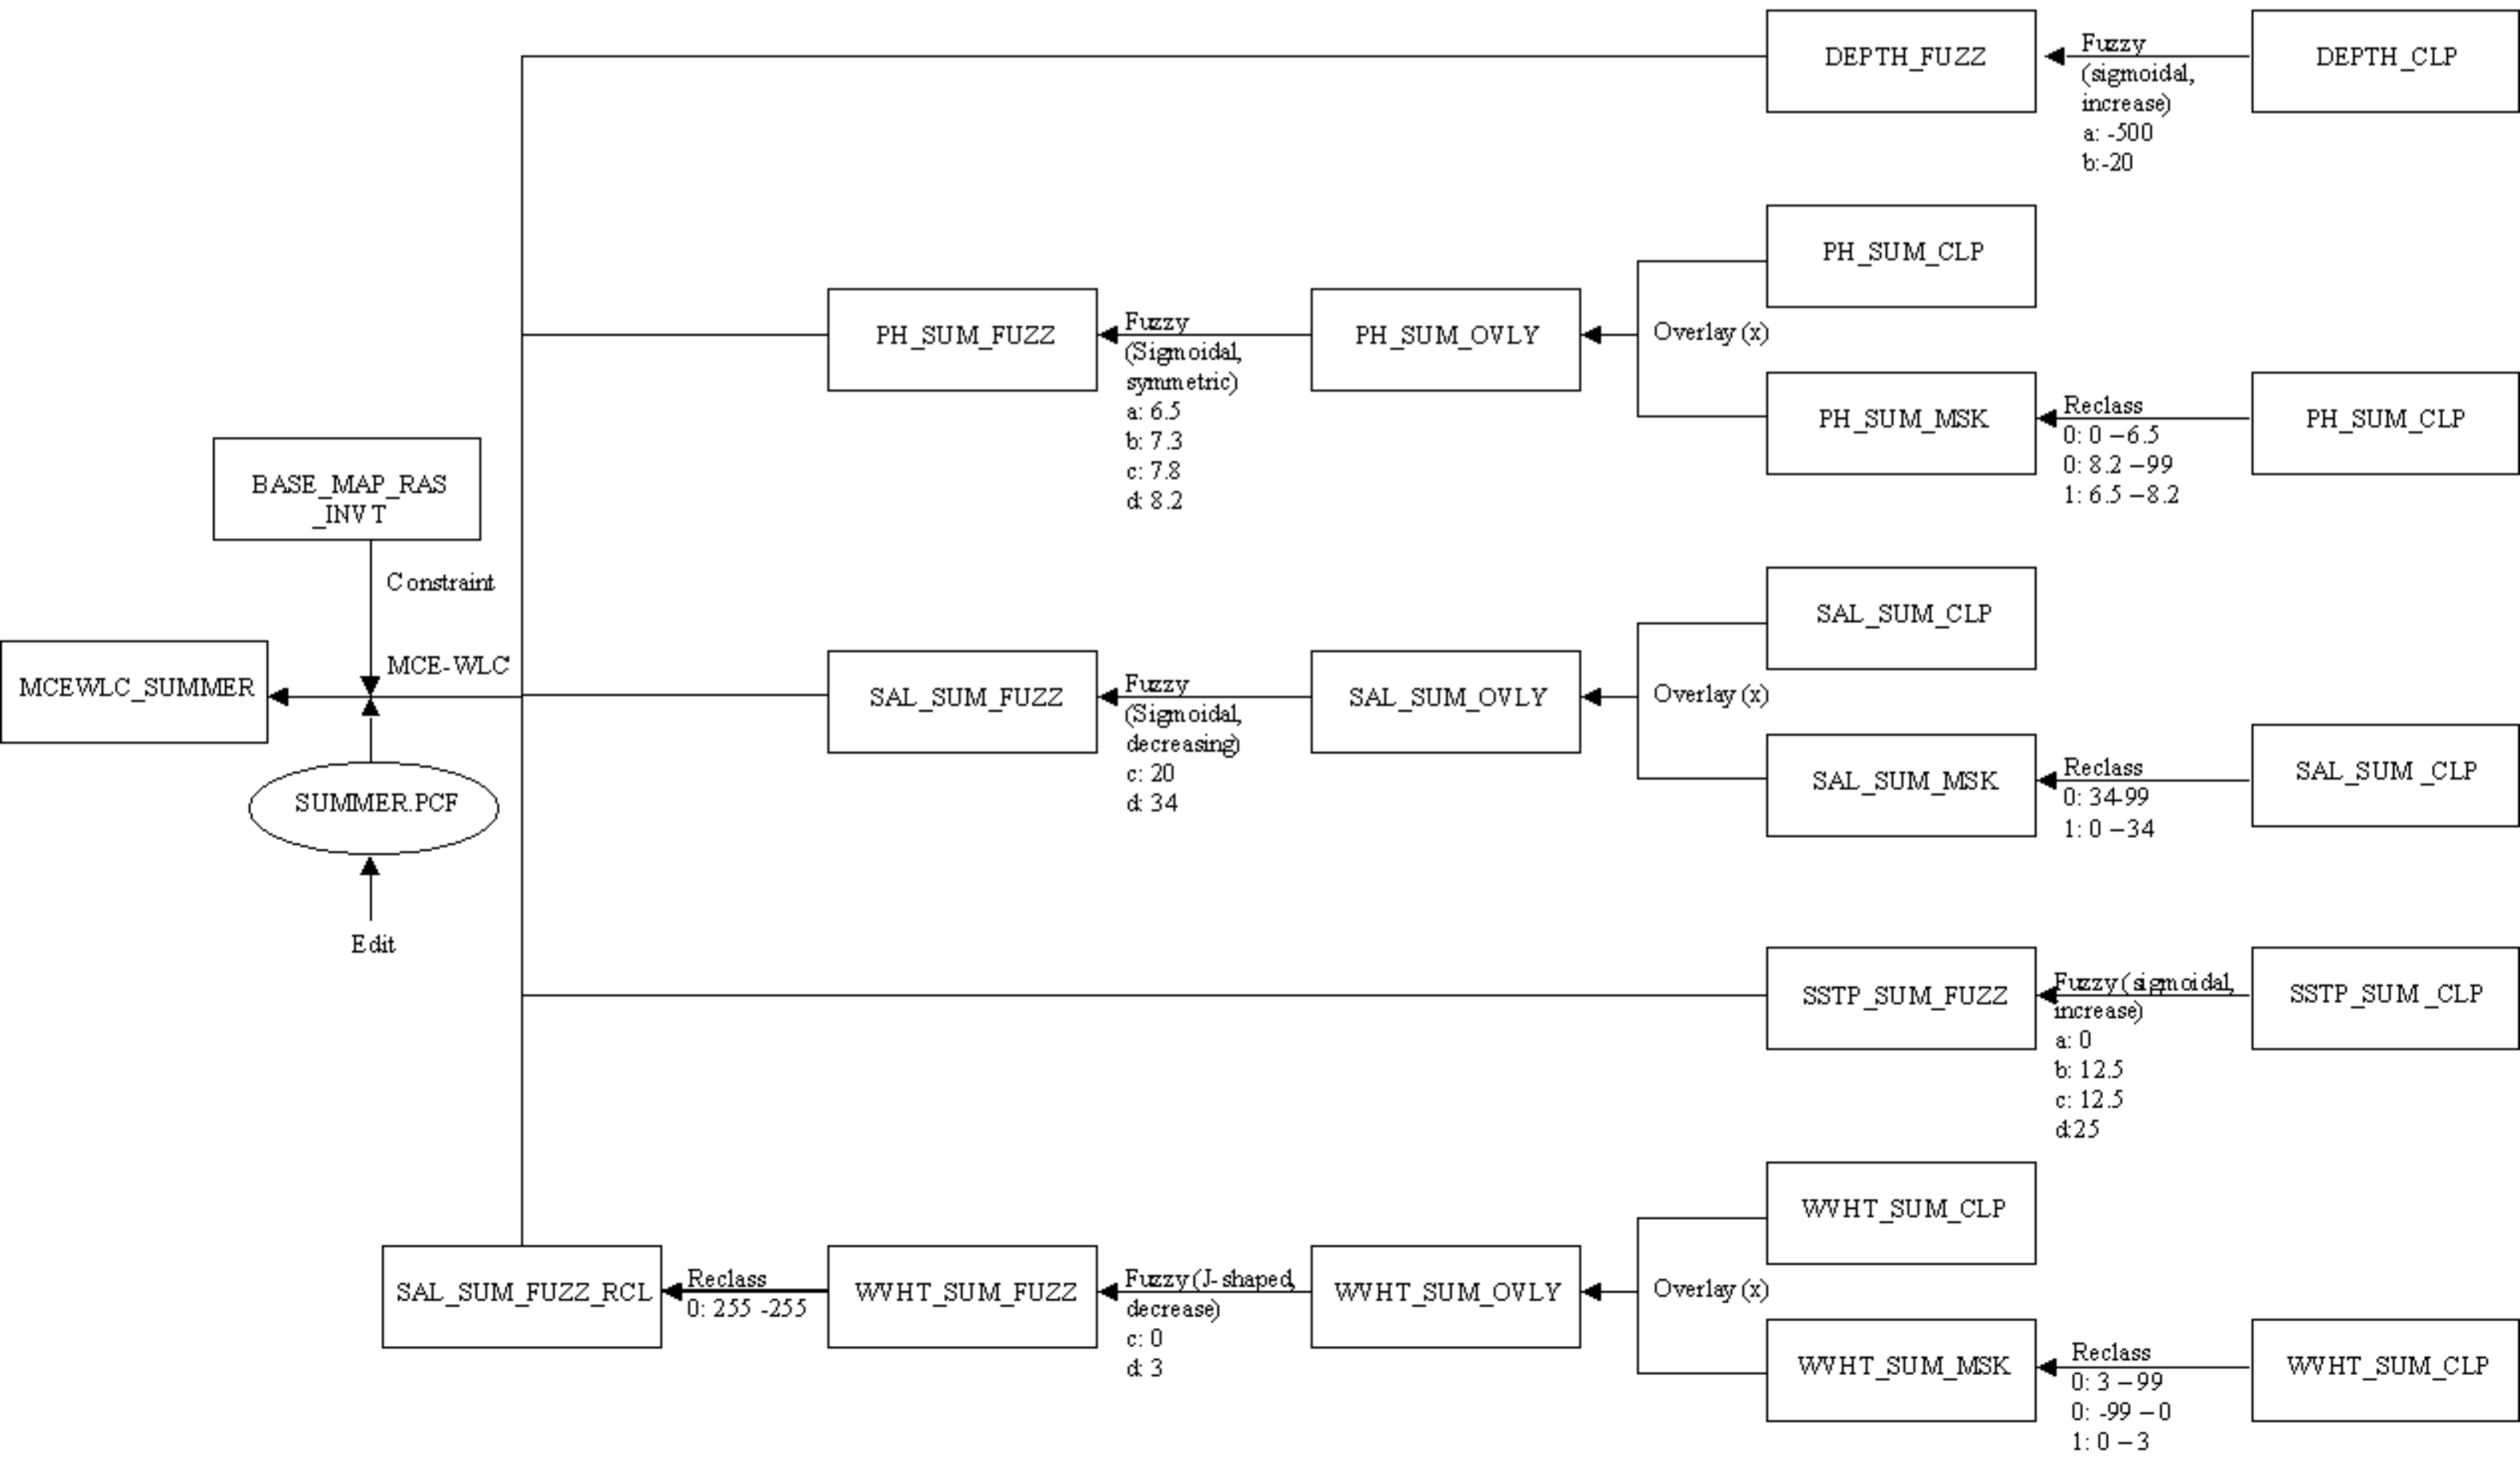 DEPTH_FUZZ
Fuzzy
(sigmoidal,
increase)
a: -500
b:-20
DEPTH_CLP
PH_SUM_CLP
PH_SUM_FUZZ
Fuzzy
(Sigmoidal,
symmetric)
a: 6.5
b: 7.3
c: 7.8
d: 8.2
PH_SUM_OVLY
Overlay (x)
PH_SUM_MSK
Reclass
0: 0 –6.5
0: 8.2 –99
1: 6.5 –8.2
PH_SUM_CLP
BASE_MAP_RAS
_INVT
Constraint
MCE-WLC
MCEWLC_SUMMER
SUMMER.PCF
Edit
SAL_SUM_CLP
SAL_SUM_FUZZ
Fuzzy
(Sigmoidal,
decreasing)
c: 20
d: 34
SAL_SUM_OVLY
Overlay (x)
SAL_SUM_MSK
Reclass
0: 34-99
1: 0 –34
SAL_SUM _CLP
SSTP_SUM_FUZZ
Fuzzy (sigmoidal,
increase)
a: 0
b: 12.5
c: 12.5
d:25
SSTP_SUM _CLP
WVHT_SUM_CLP
SAL_SUM_FUZZ_RCL
Reclass
0: 255 -255
WVHT_SUM_FUZZ
Fuzzy (J-shaped,
decrease)
c: 0
d: 3
WVHT_SUM_OVLY
Overlay (x)
WVHT_SUM_MSK
Reclass
0: 3 –99
0: -99 –0
1: 0 –3
WVHT_SUM_CLP